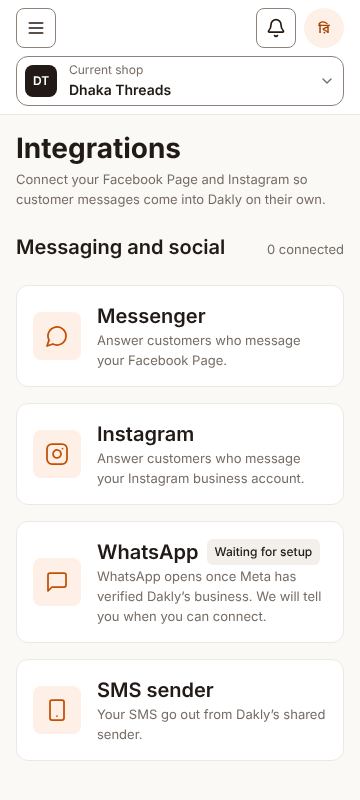 রি
Current shop
DT
Dhaka Threads
Integrations
Connect your Facebook Page and Instagram so
customer messages come into Dakly on their own.
Messaging and social
0 connected
Messenger
Answer customers who message
your Facebook Page.
Instagram
Answer customers who message
your Instagram business account.
WhatsApp
Waiting for setup
WhatsApp opens once Meta has
verified Dakly’s business. We will tell
you when you can connect.
SMS sender
Your SMS go out from Dakly’s shared
sender.